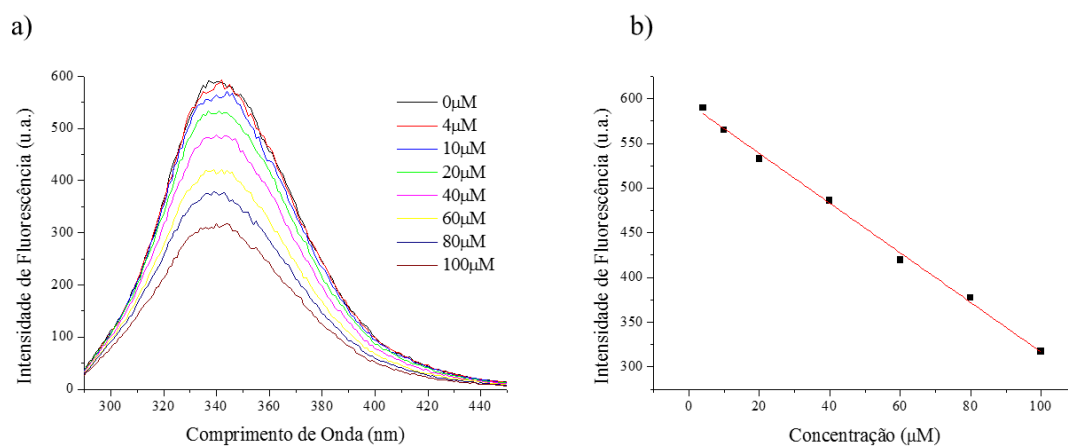 a)
600
500
400
300
200
100
0
300
320
340
360
380
400
420
440
Intensidade de Fluorescência (u.a.)
Comprimento de Onda (nm)
0µM
4µM
10µM
20µM
40µM
60µM
80µM
100µM
b)
600
550
500
450
400
350
300
0
20
40
60
80
100
Intensidade de Fluorescência (u.a.)
Concentração (µM)